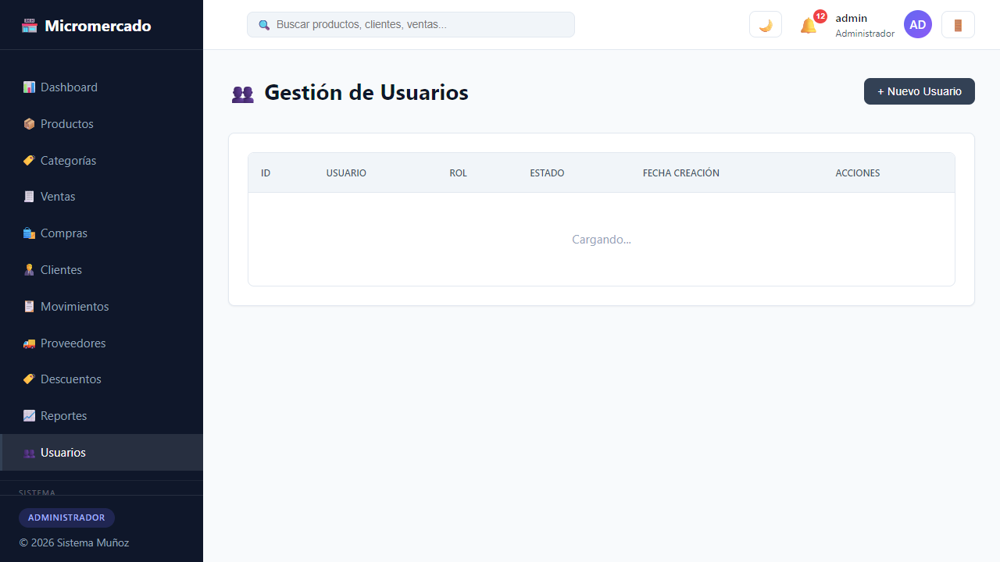 Micromercado
Buscar productos, clientes, ventas...
12
admin
Administrador
AD
Dashboard
Productos
Categorías
Ventas
Compras
Clientes
Movimientos
Proveedores
Descuentos
Reportes
Usuarios
SISTEMA
ADMINISTRADOR
© 2026 Sistema Muñoz
Gestión de Usuarios
+ Nuevo Usuario
ID USUARIO ROL ESTADO FECHA CREACIÓN ACCIONES
Cargando...